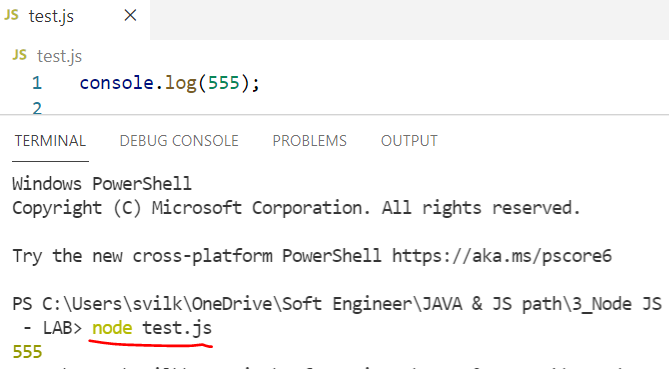 JS test.js
JS test.js
1 console.log(555);
2
TERMINAL DEBUG CONSOLE PROBLEMS OUTPUT
Windows PowerShell
Copyright (C) Microsoft Corporation. All rights reserved.
Try the new cross-platform PowerShell https://aka.ms/pscore6
PS C:\Users\svilk\OneDrive\Soft Engineer\JAVA & JS path\3_Node JS
- LAB> node test.js
555